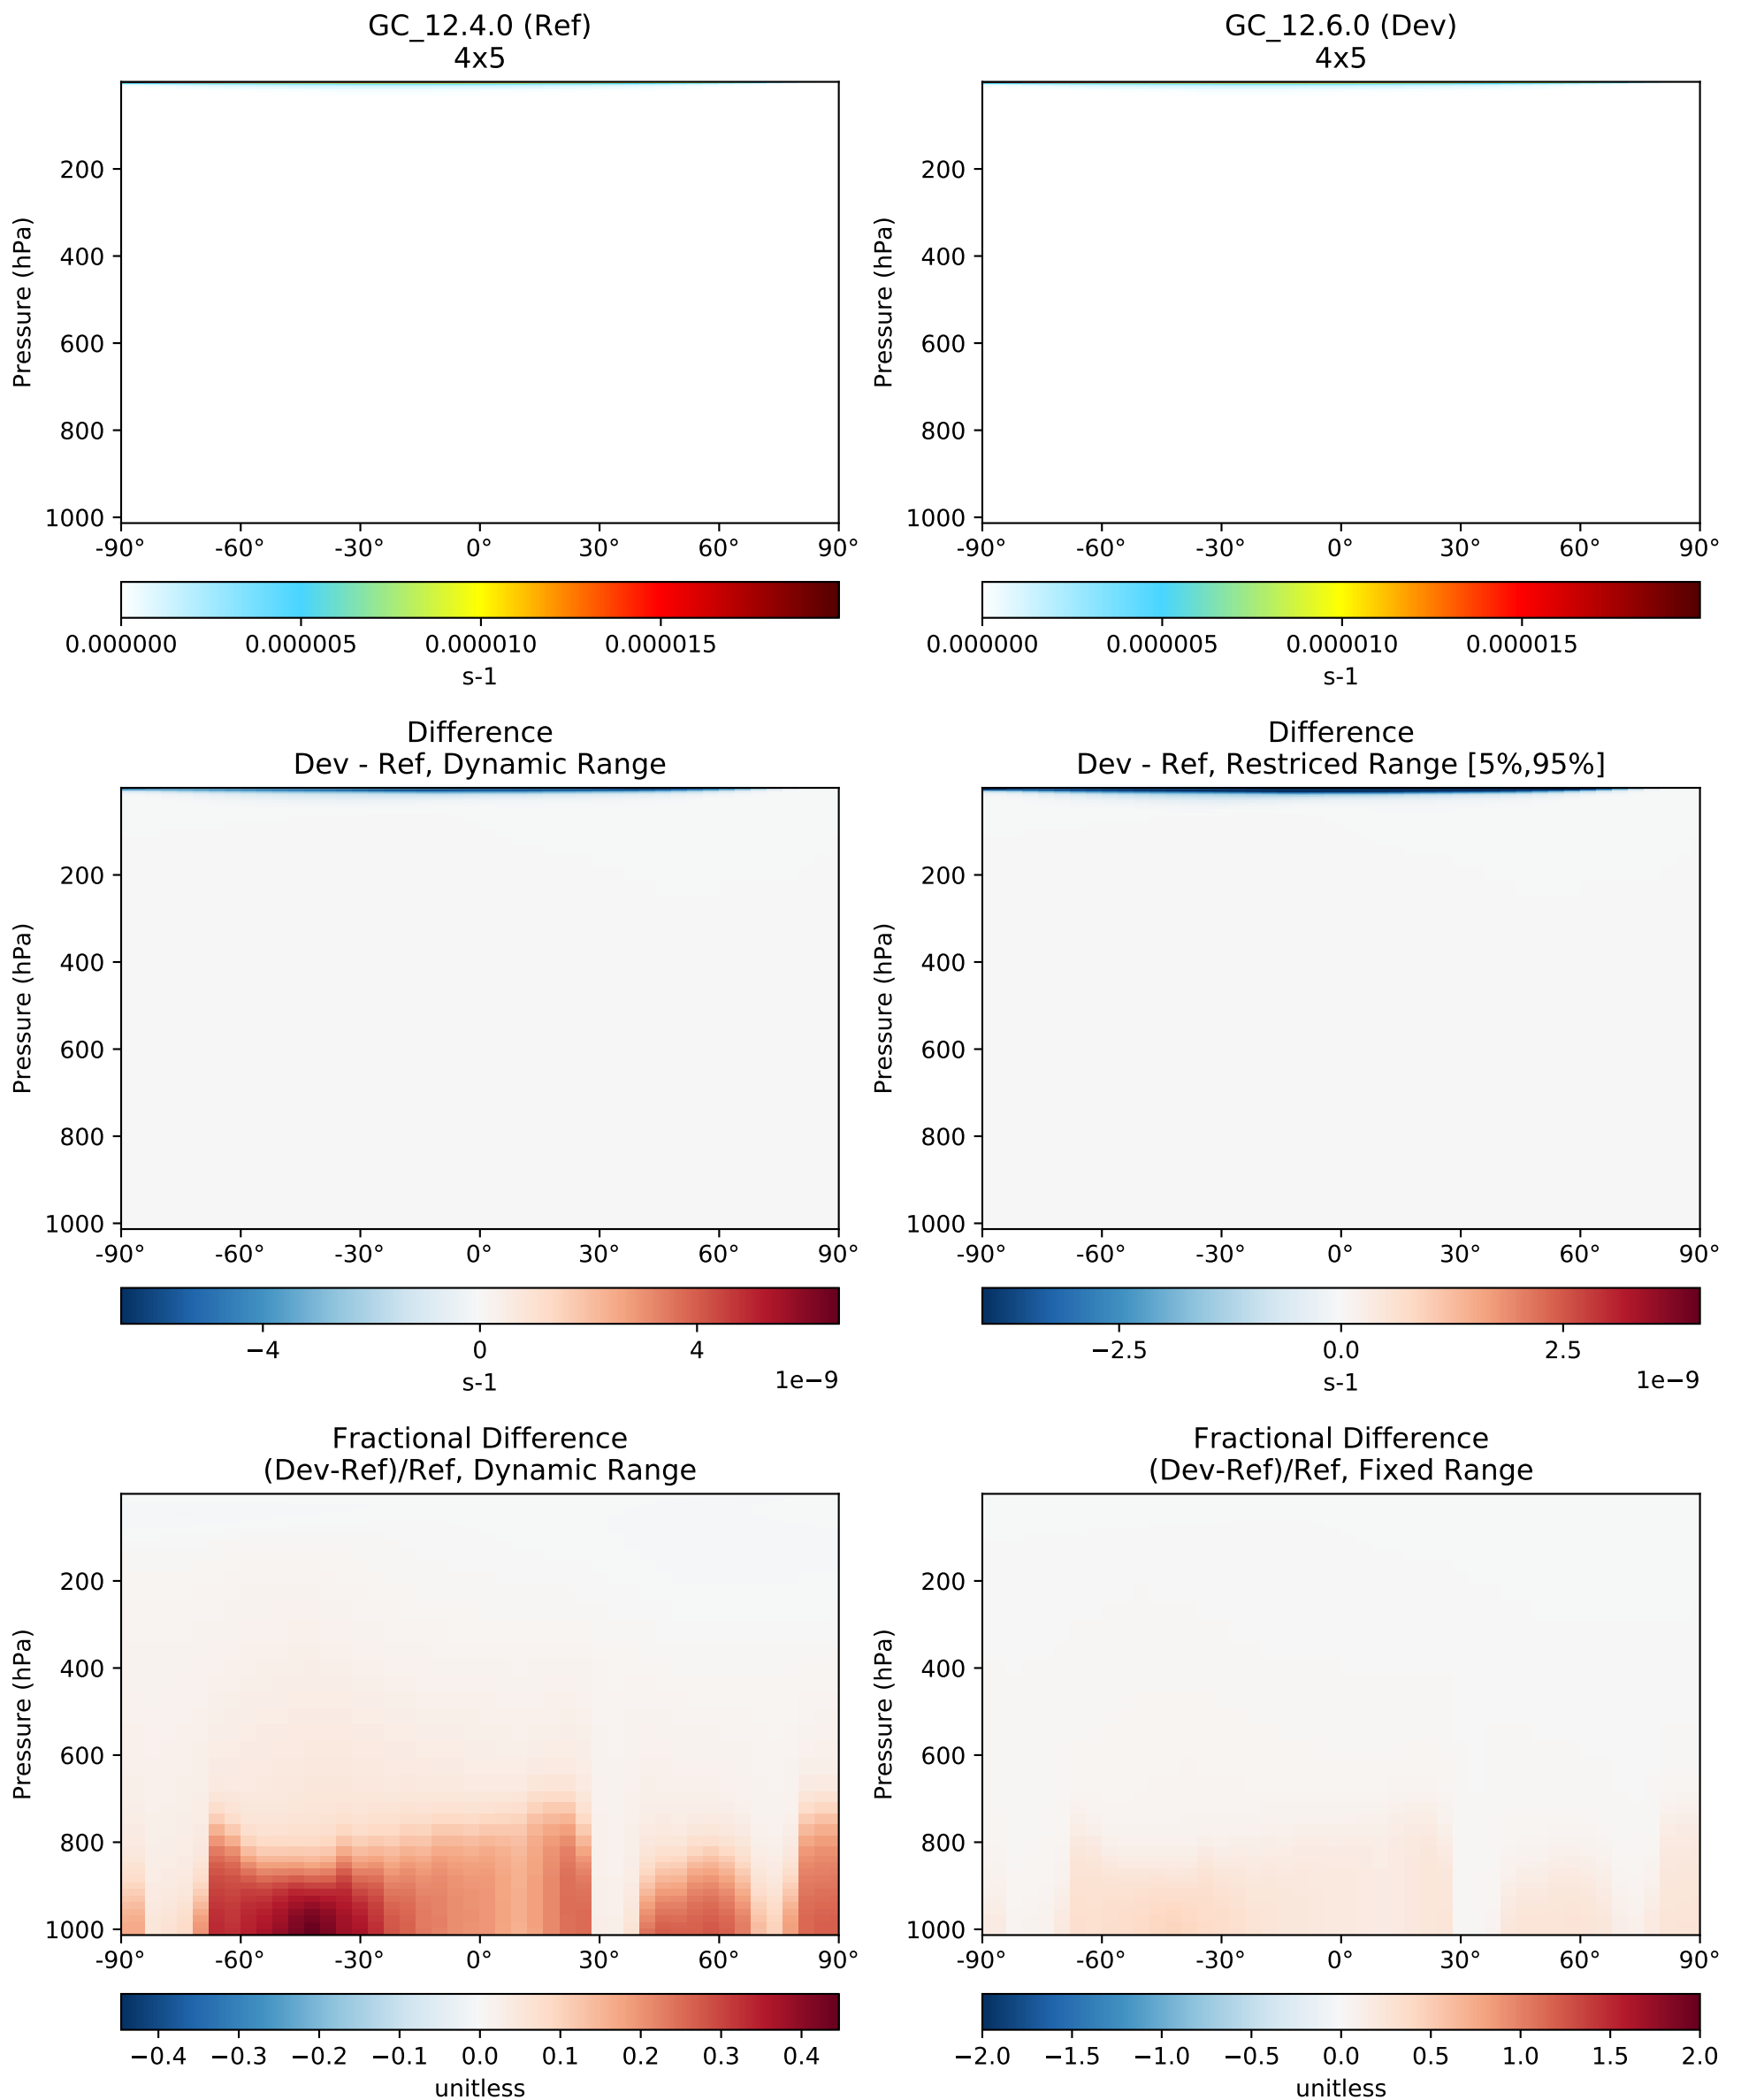 GC_12.4.0 (Ref)
4x5
Pressure (hPa)
200
400
600
800
1000
-90° -60° -30° 0° 30° 60° 90°
0.000000 0.000005 0.000010 0.000015
s-1
GC_12.6.0 (Dev)
4x5
Pressure (hPa)
200
400
600
800
1000
-90° -60° -30° 0° 30° 60° 90°
0.000000 0.000005 0.000010 0.000015
s-1
Difference
Dev - Ref, Dynamic Range
Pressure (hPa)
200
400
600
800
1000
-90° -60° -30° 0° 30° 60° 90°
−4 0 4
s-1 1e−9
Difference
Dev - Ref, Restriced Range [5%,95%]
Pressure (hPa)
200
400
600
800
1000
-90° -60° -30° 0° 30° 60° 90°
−2.5 0.0 2.5
s-1 1e−9
Fractional Difference
(Dev-Ref)/Ref, Dynamic Range
Pressure (hPa)
200
400
600
800
1000
-90° -60° -30° 0° 30° 60° 90°
−0.4 −0.3 −0.2 −0.1 0.0 0.1 0.2 0.3 0.4
unitless
Fractional Difference
(Dev-Ref)/Ref, Fixed Range
Pressure (hPa)
200
400
600
800
1000
-90° -60° -30° 0° 30° 60° 90°
−2.0 −1.5 −1.0 −0.5 0.0 0.5 1.0 1.5 2.0
unitless